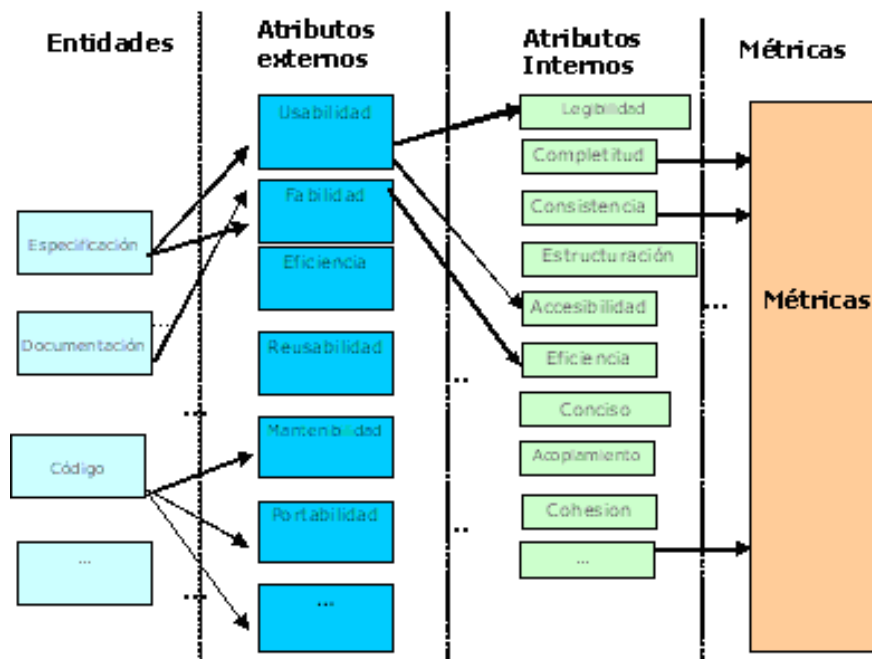 Entidades
Atributos
externos
Atributos
Internos
Métricas
Usabilidad
Fabilidad
Eficiencia
Reusabilidad
Mantenibilidad
Portabilidad
...
Especificación
Documentación
...
Código
...
Legibilidad
Completitud
Consistencia
Estructuración
Accesibilidad
Eficiencia
Conciso
Acoplamiento
Cohesion
...
Métricas
...
...
...
...
...